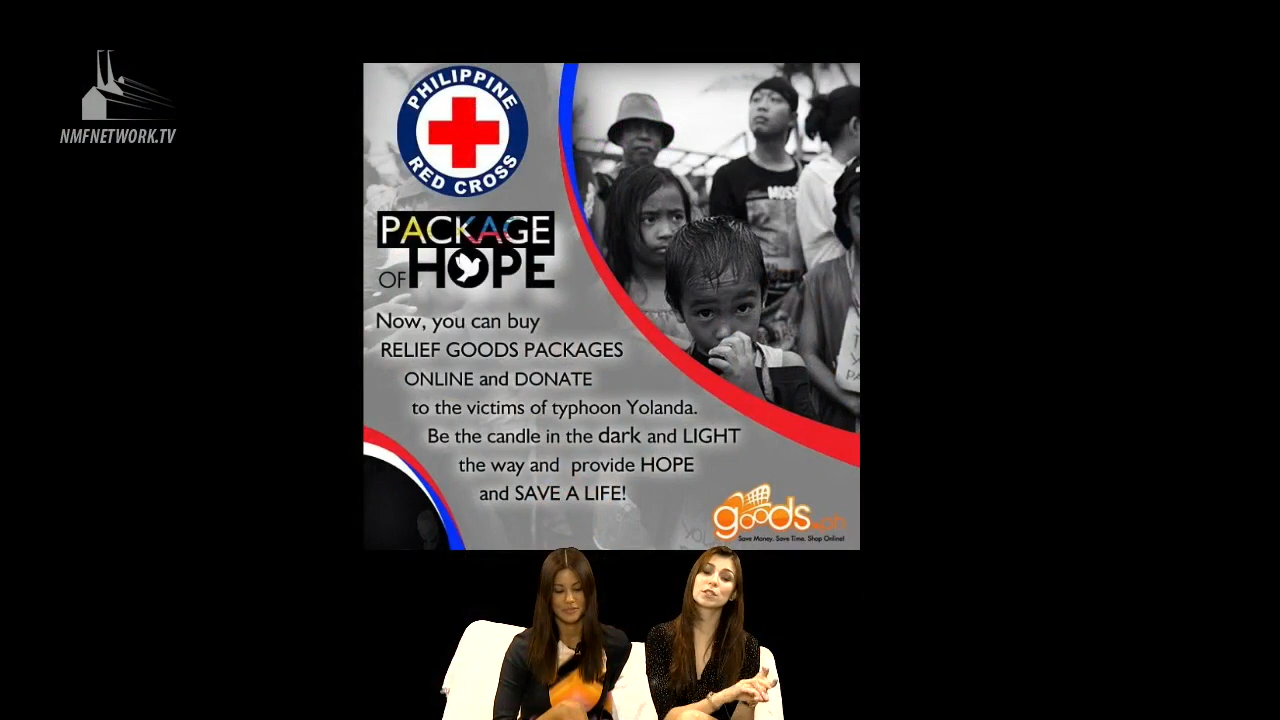 NMFNETWORK.TV
PHILIPPINE
RED CROSS
PACKAGE
OF HOPE
Now, you can buy
RELIEF GOODS PACKAGES
ONLINE and DONATE
to the victims of typhoon Yolanda.
Be the candle in the dark and LIGHT
the way and provide HOPE
and SAVE A LIFE!
goods.ph
Save Money. Save Time. Shop Online!